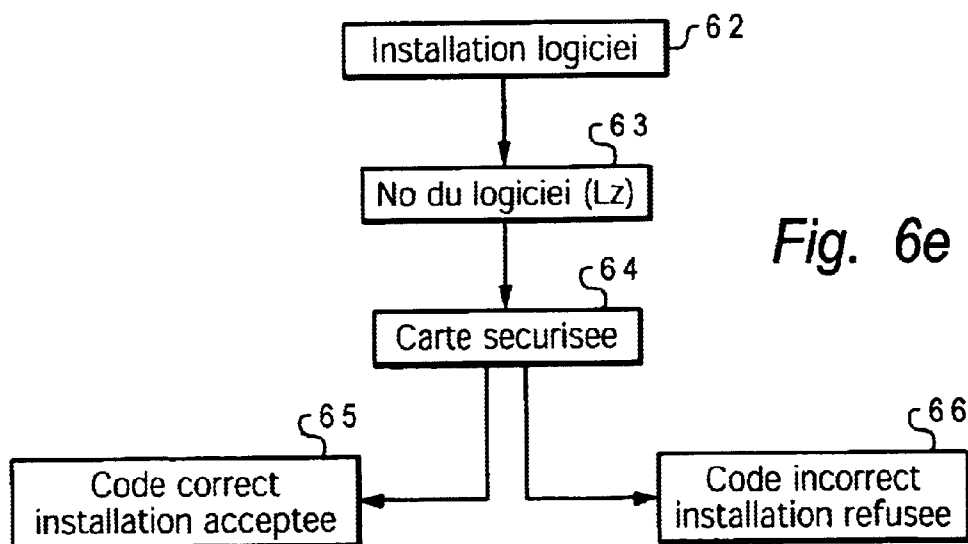 62
Installation logiciei
63
No du logiciei (Lz)
Fig. 6e
64
Carte securisee
65
Code correct
installation acceptee
66
Code incorrect
installation refusee